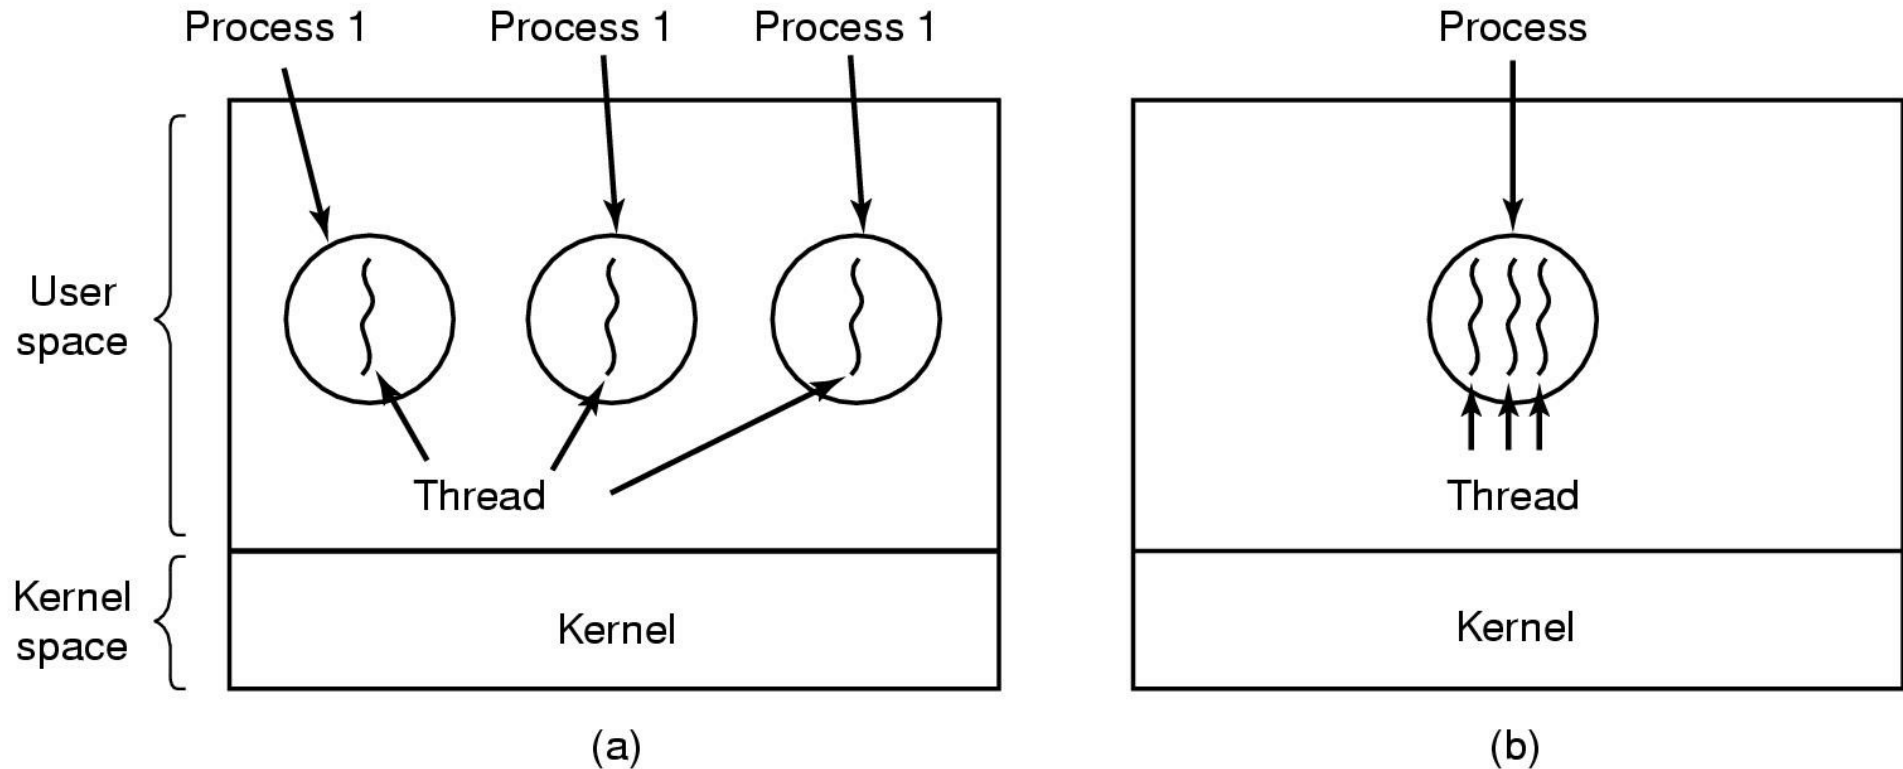 Process 1
Process 1
Process 1
Process
User
space
Thread
Thread
Kernel
space
Kernel
Kernel
(a)
(b)